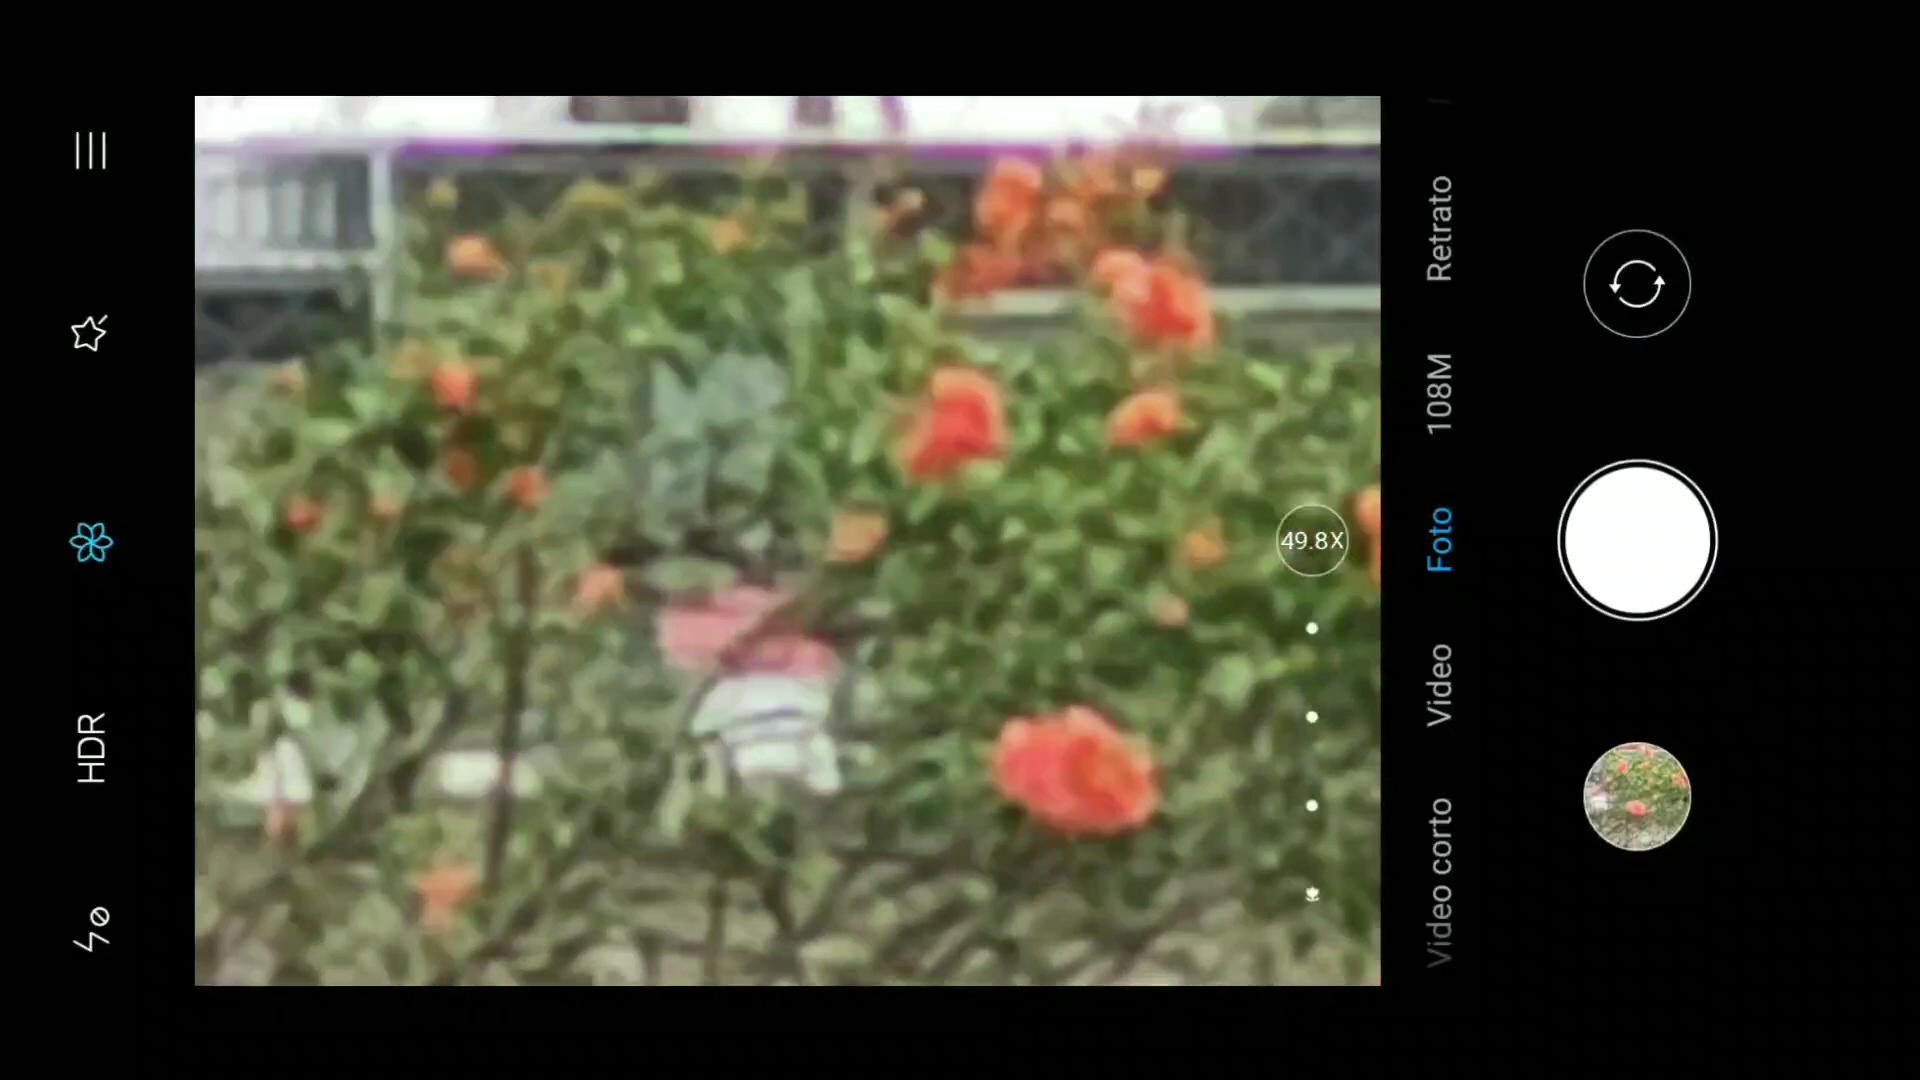 HDR
49.8X
Retrato
108M
Foto
Video
Video corto